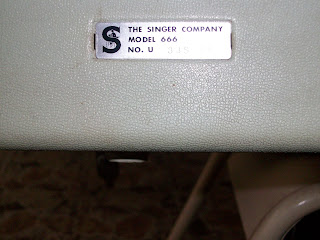 THE SINGER COMPANY
MODEL 666
NO. U